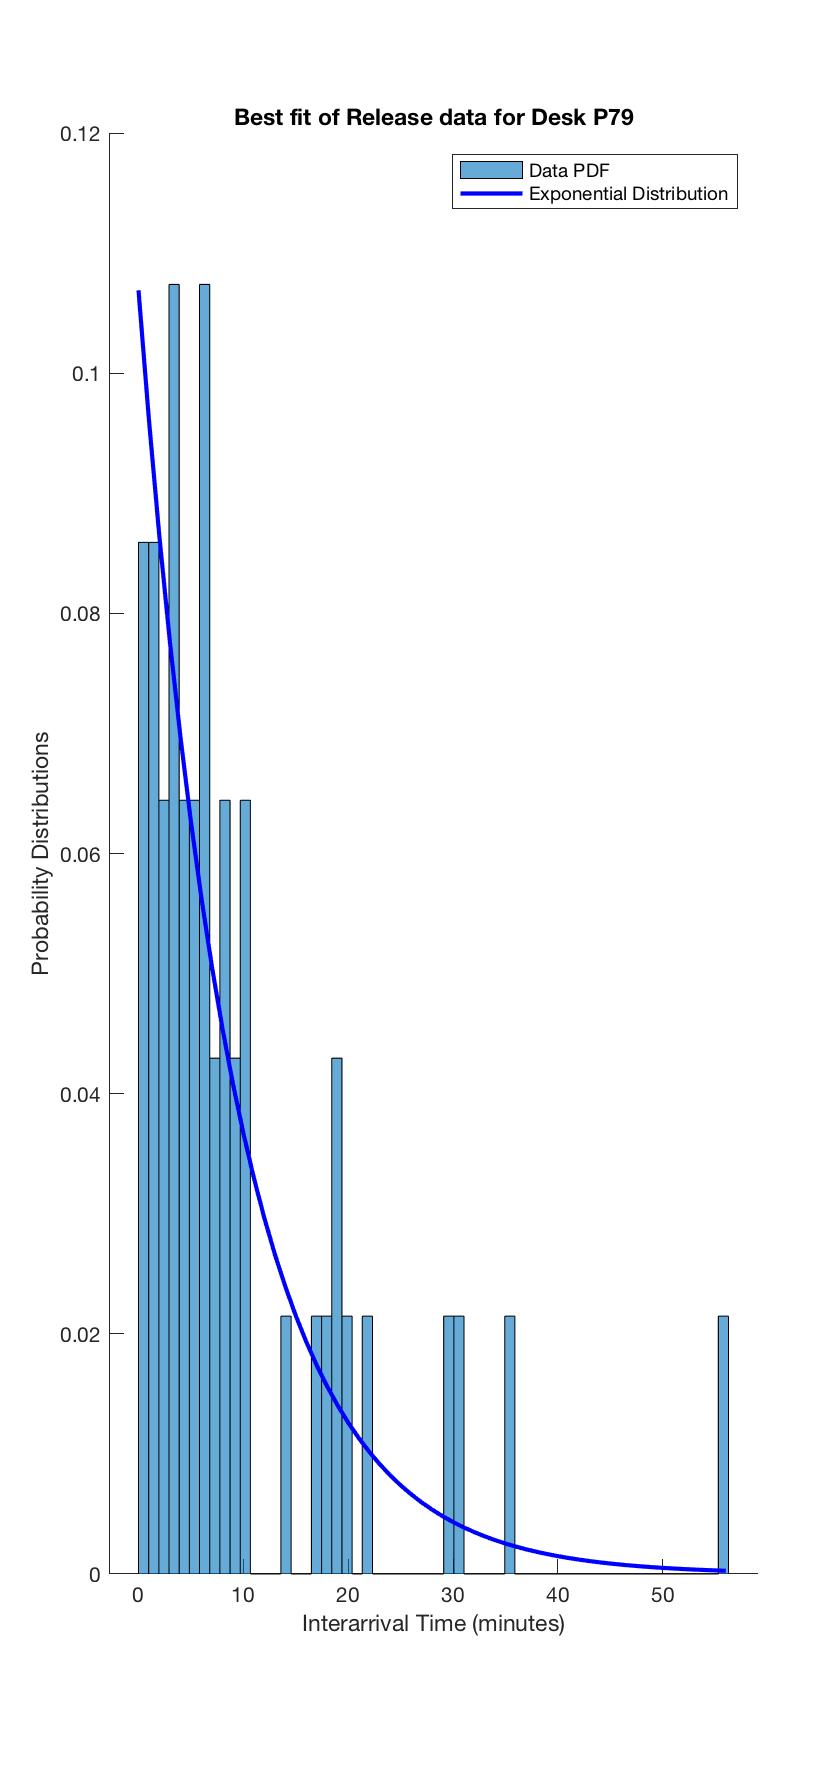 Best fit of Release data for Desk P79
Data PDF
Exponential Distribution
0.12
0.1
0.08
0.06
0.04
0.02
0
Probability Distributions
0 10 20 30 40 50
Interarrival Time (minutes)